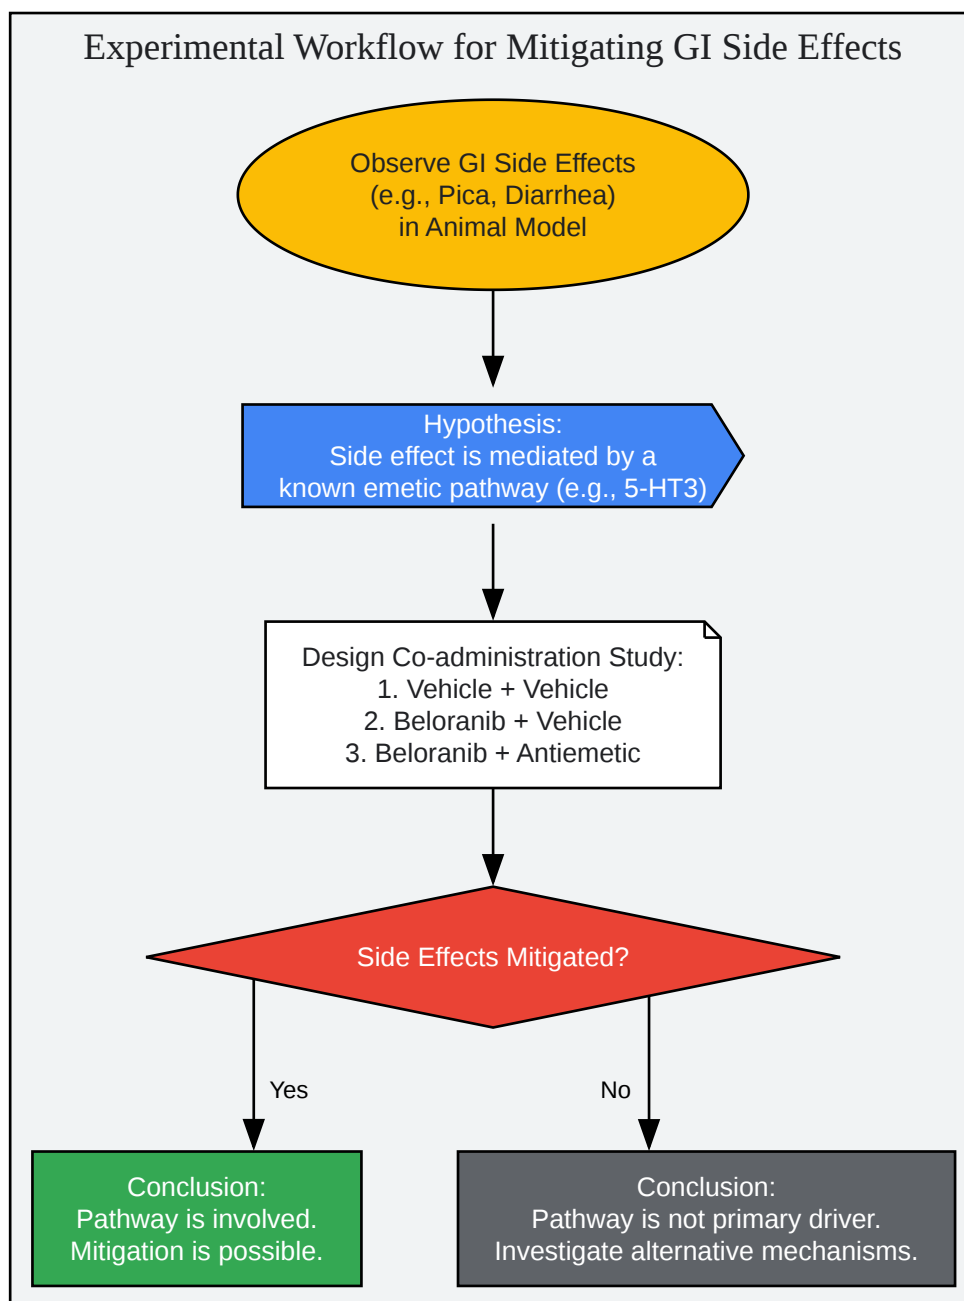 Experimental Workflow for Mitigating GI Side Effects
Observe GI Side Effects
(e.g., Pica, Diarrhea)
in Animal Model
Hypothesis:
Side effect is mediated by a
known emetic pathway (e.g., 5-HT3)
Design Co-administration Study:
1. Vehicle + Vehicle
2. Beloranib + Vehicle
3. Beloranib + Antiemetic
Side Effects Mitigated?
Yes
No
Conclusion:
Pathway is involved.
Mitigation is possible.
Conclusion:
Pathway is not primary driver.
Investigate alternative mechanisms.